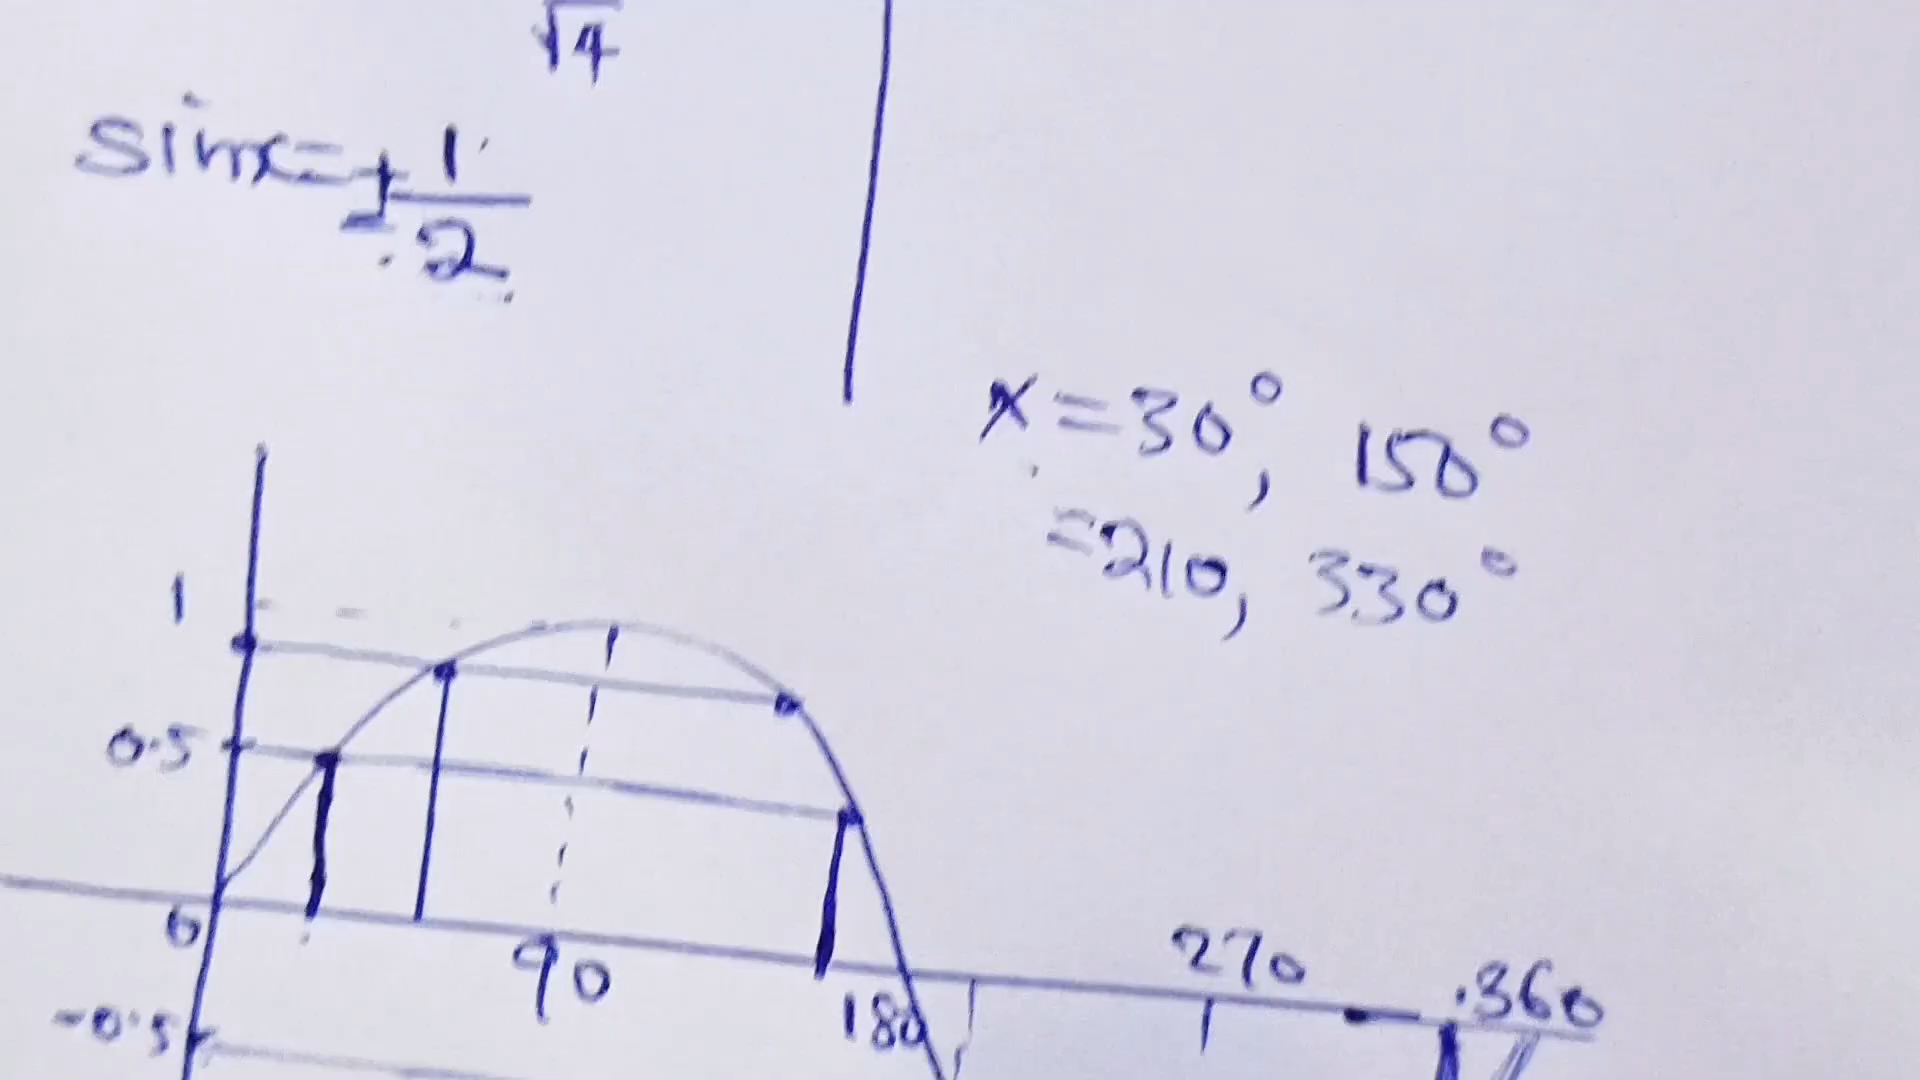 √4
sinx = ± 1/2
x = 30°, 150°
= 210, 330°
1
0.5
0 90 180 270 360
-0.5